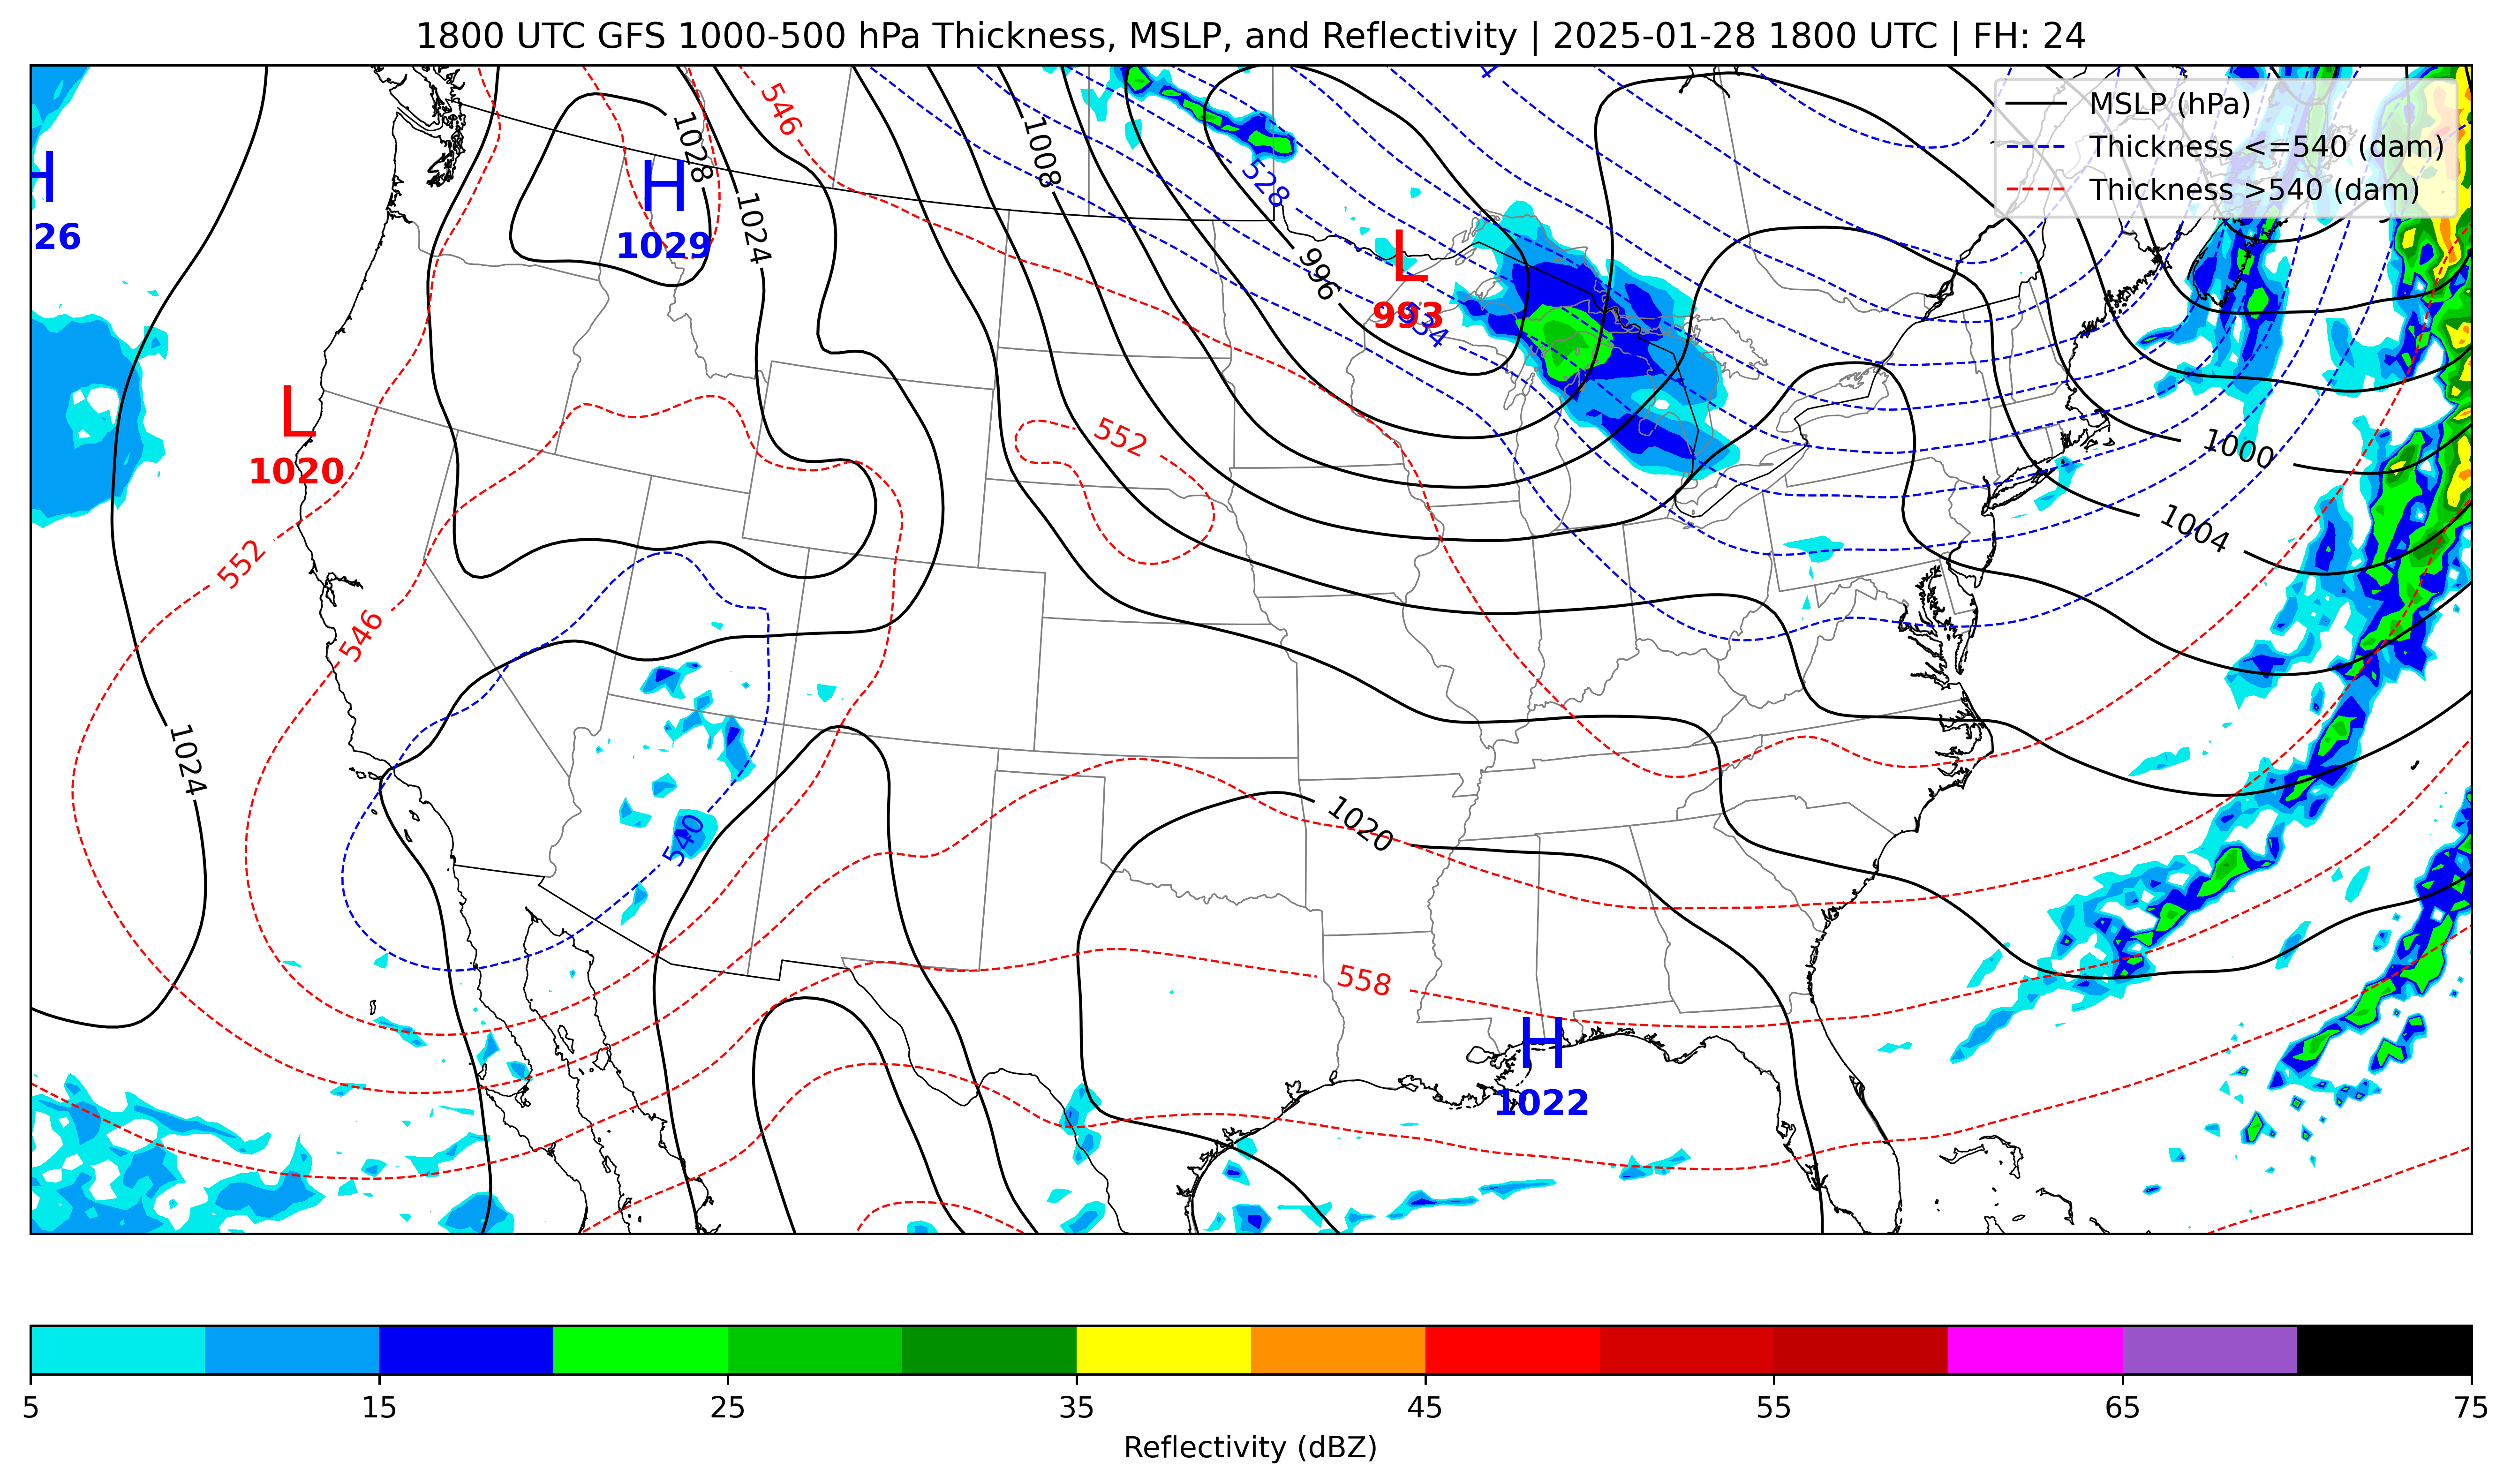 1800 UTC GFS 1000-500 hPa Thickness, MSLP, and Reflectivity | 2025-01-28 1800 UTC | FH: 24
MSLP (hPa)
Thickness <=540 (dam)
Thickness >540 (dam)
546
1028
1008
528
H
26
H
1029
1024
996
L
993
534
L
1020
552
1000
1004
552
546
1024
540
1020
558
H
1022
5 15 25 35 45 55 65 75
Reflectivity (dBZ)